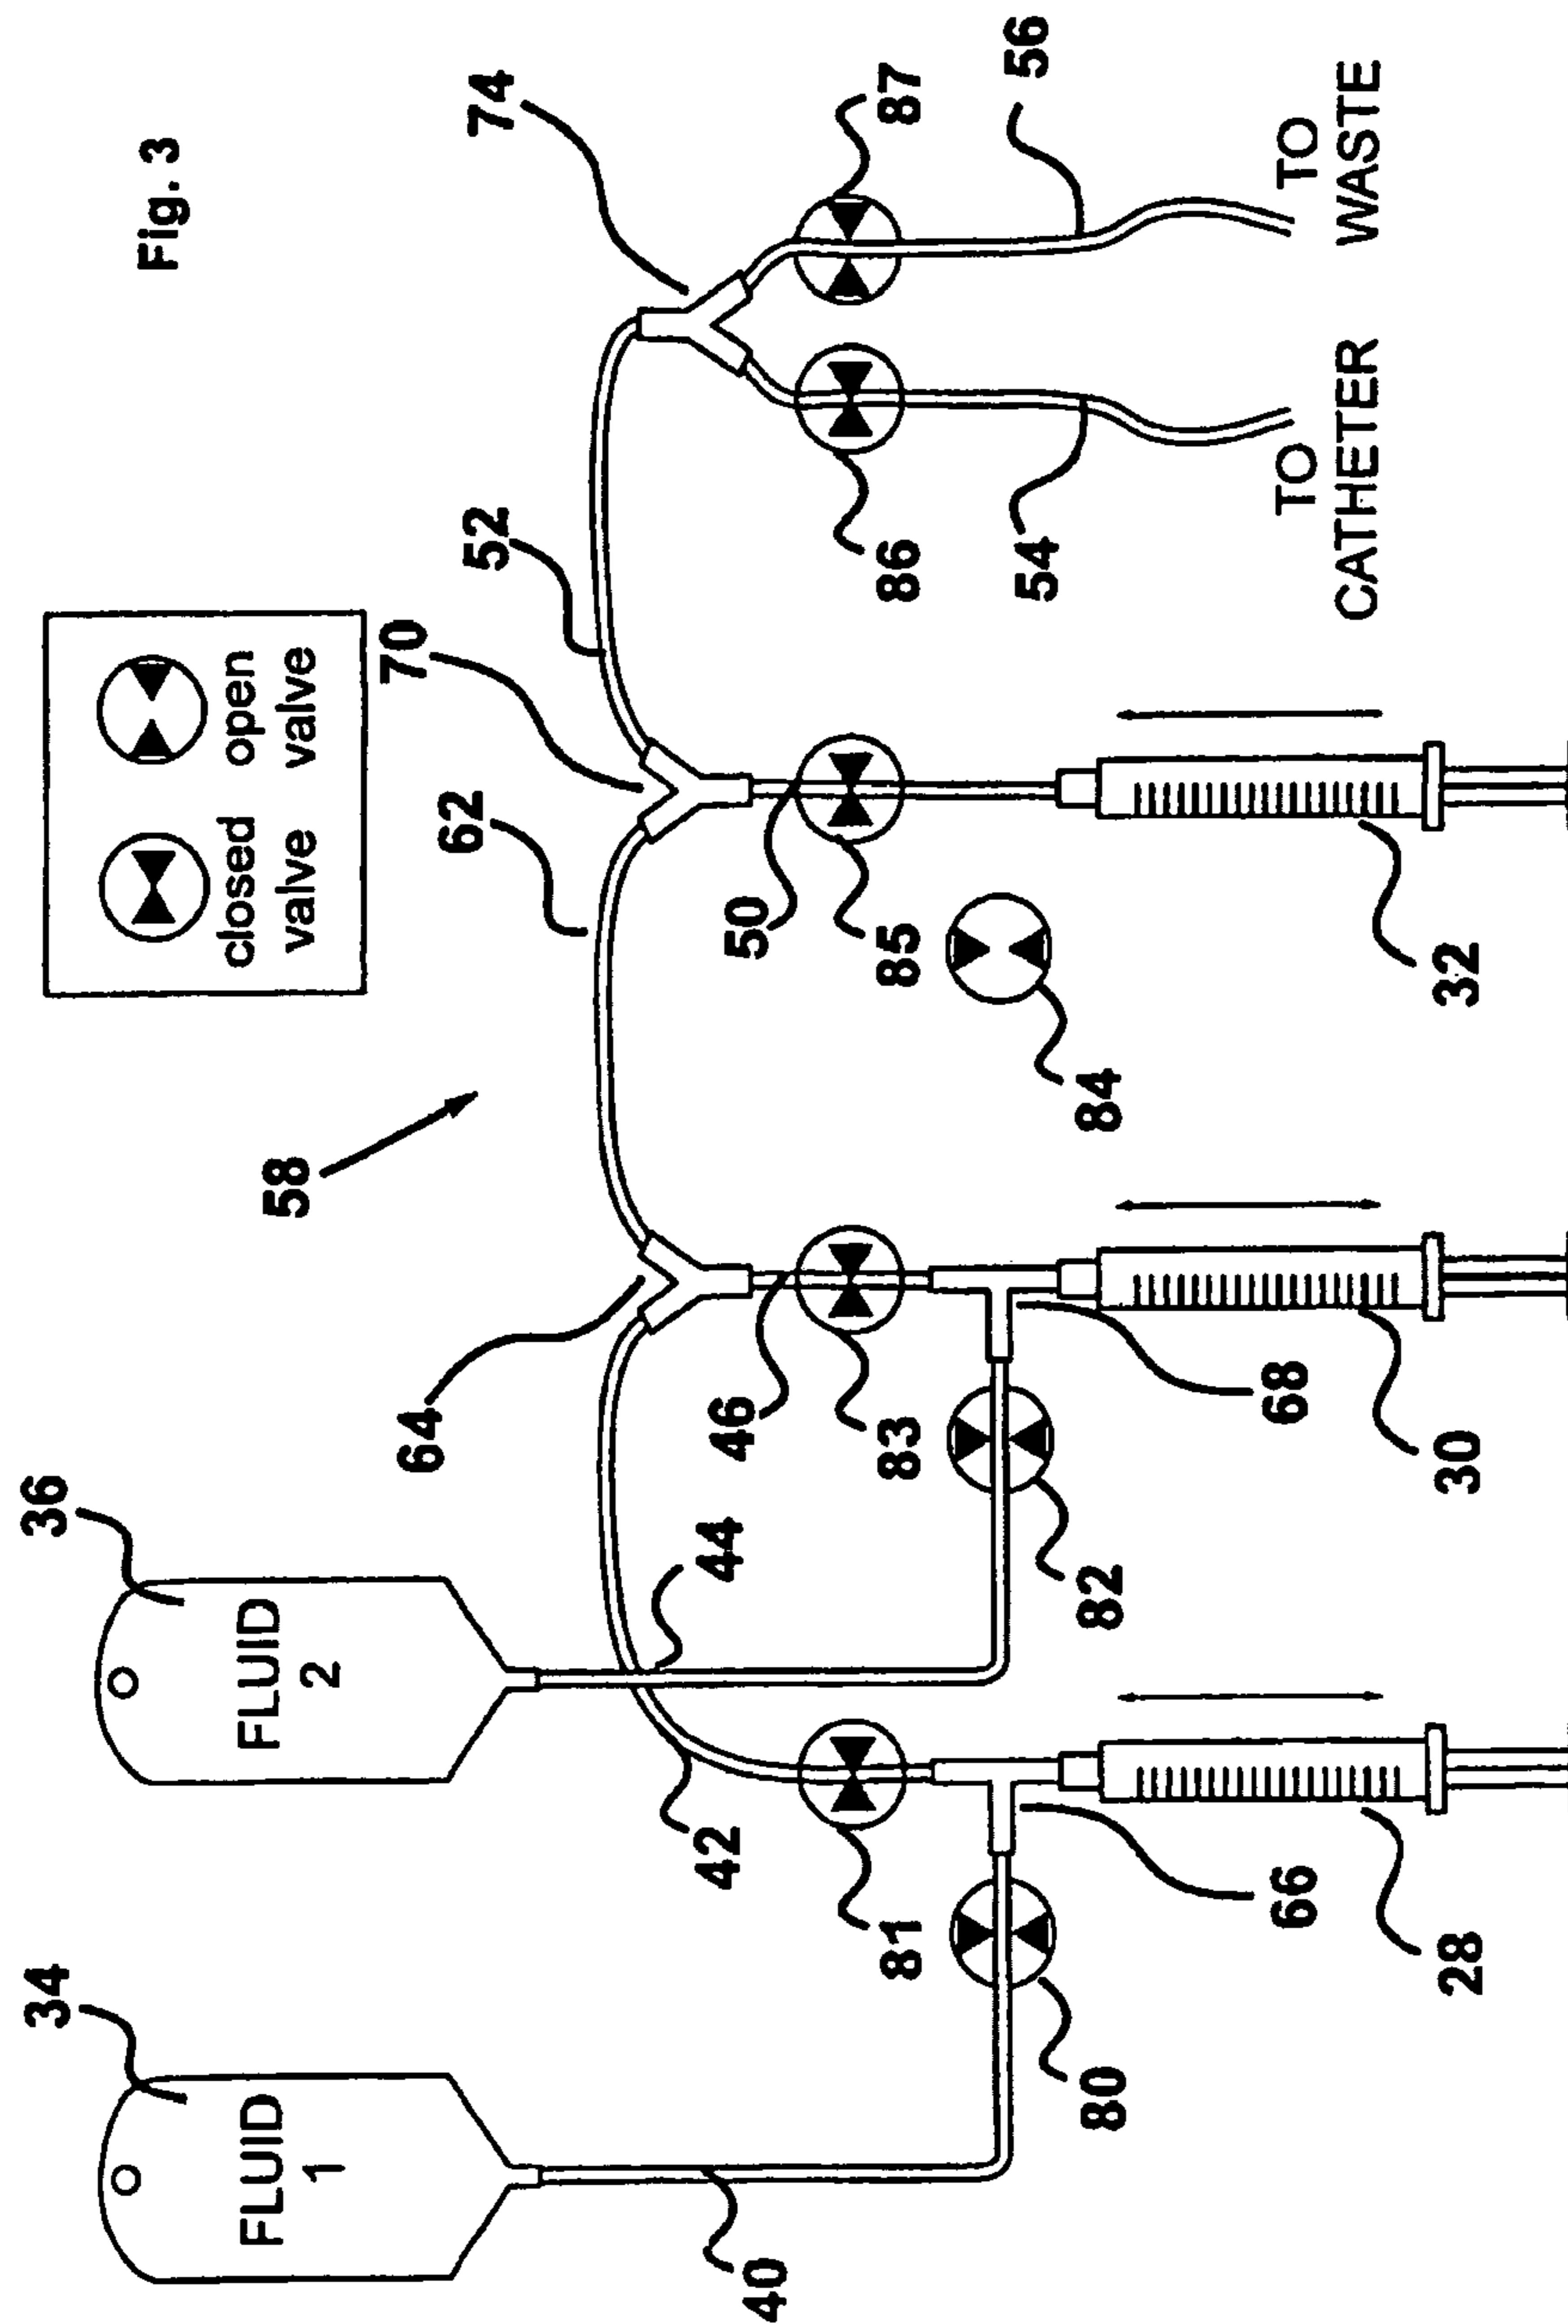 Fig. 3
closed
valve
open
valve
34
FLUID
1
36
FLUID
2
58
62
70
52
74
64
40
42
44
46
50
80
81
82
83
84
85
86
87
54
56
66
68
28
30
32
TO
CATHETER
TO
WASTE